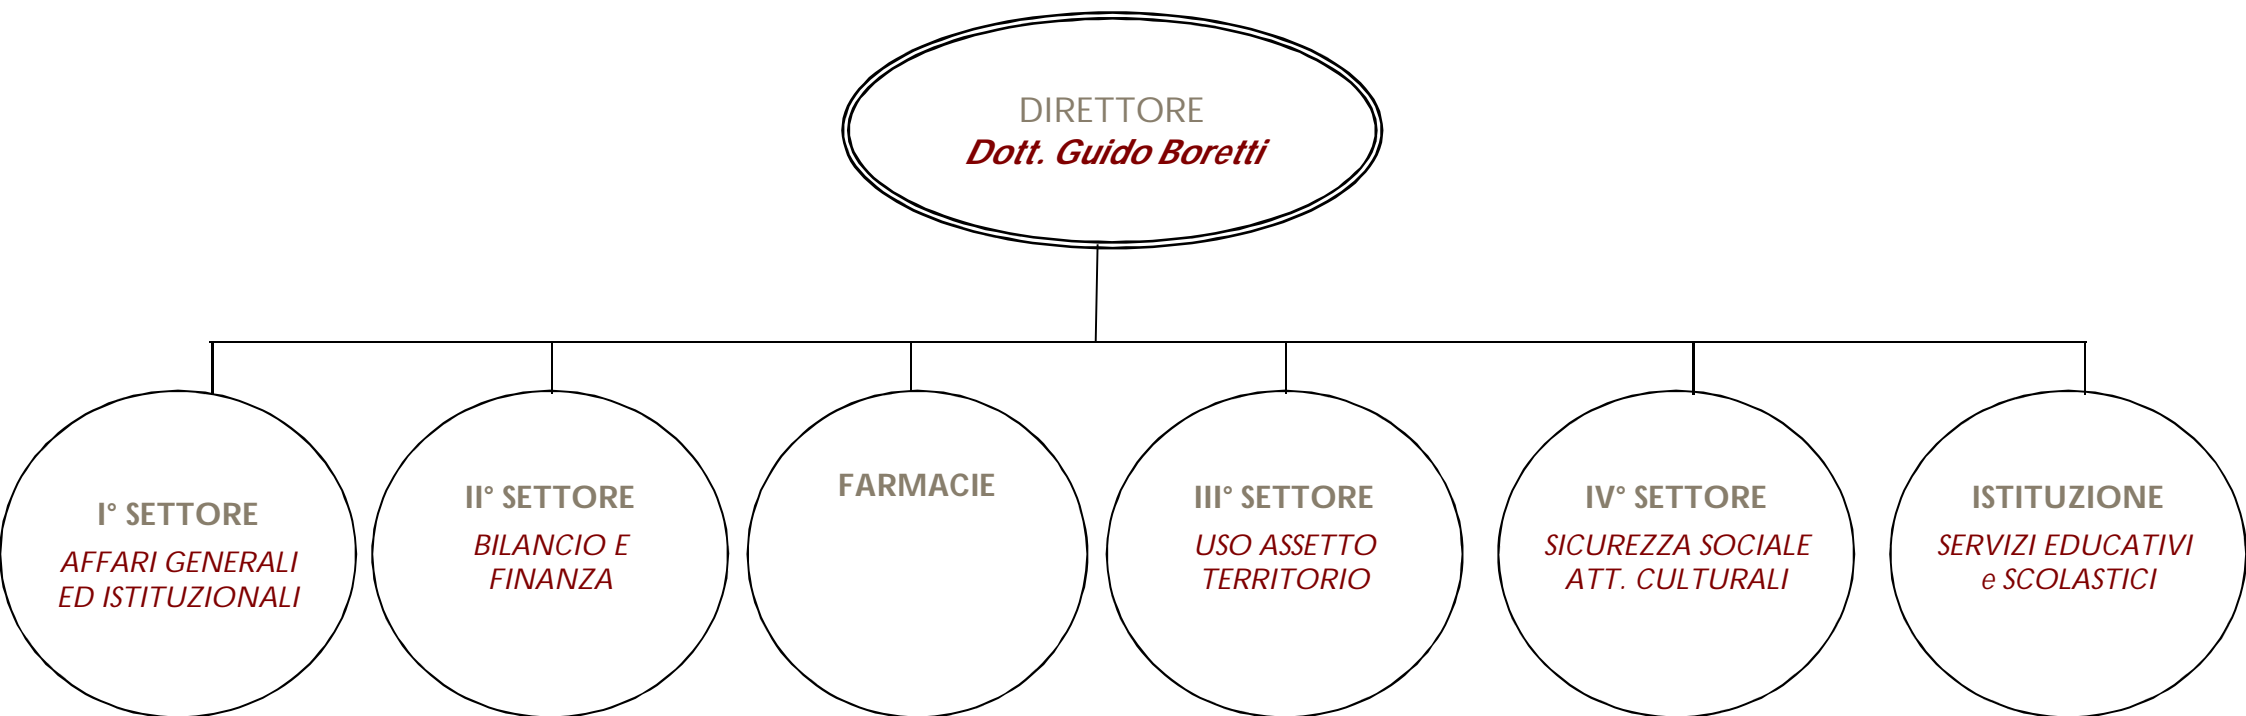 DIRETTORE
Dott. Guido Boretti
I° SETTORE
AFFARI GENERALI
ED ISTITUZIONALI
II° SETTORE
BILANCIO E
FINANZA
FARMACIE
III° SETTORE
USO ASSETTO
TERRITORIO
IV° SETTORE
SICUREZZA SOCIALE
ATT. CULTURALI
ISTITUZIONE
SERVIZI EDUCATIVI
e SCOLASTICI